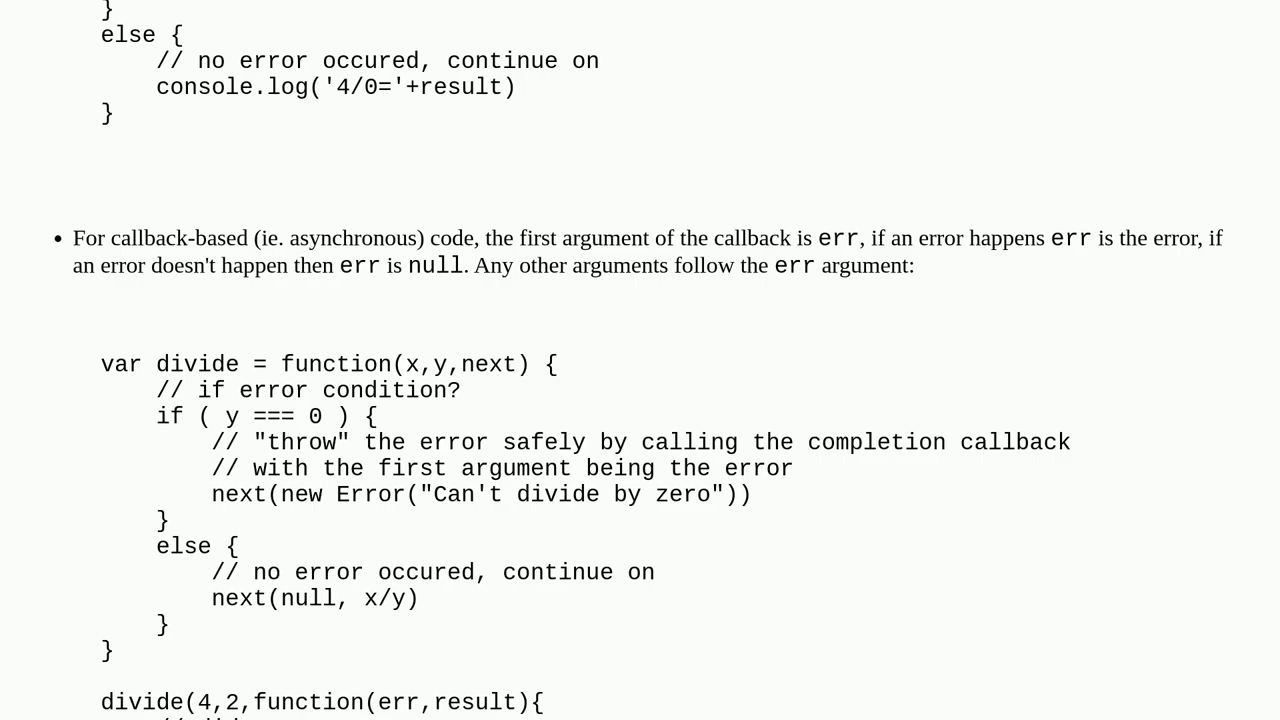 }
else {
// no error occured, continue on
console.log('4/0='+result)
}
• For callback-based (ie. asynchronous) code, the first argument of the callback is err, if an error happens err is the error, if
an error doesn't happen then err is null. Any other arguments follow the err argument:
var divide = function(x,y,next) {
// if error condition?
if ( y === 0 ) {
// "throw" the error safely by calling the completion callback
// with the first argument being the error
next(new Error("Can't divide by zero"))
}
else {
// no error occured, continue on
next(null, x/y)
}
}
divide(4,2,function(err,result){